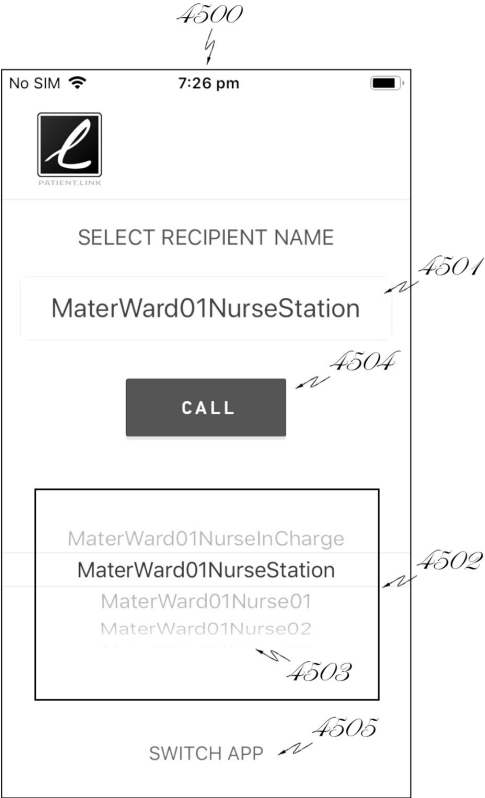 4500
No SIM 7:26 pm
PATIENT.LINK
SELECT RECIPIENT NAME
4501
MaterWard01NurseStation
4504
CALL
MaterWard01NurseInCharge
MaterWard01NurseStation
4502
MaterWard01Nurse01
MaterWard01Nurse02
4503
4505
SWITCH APP